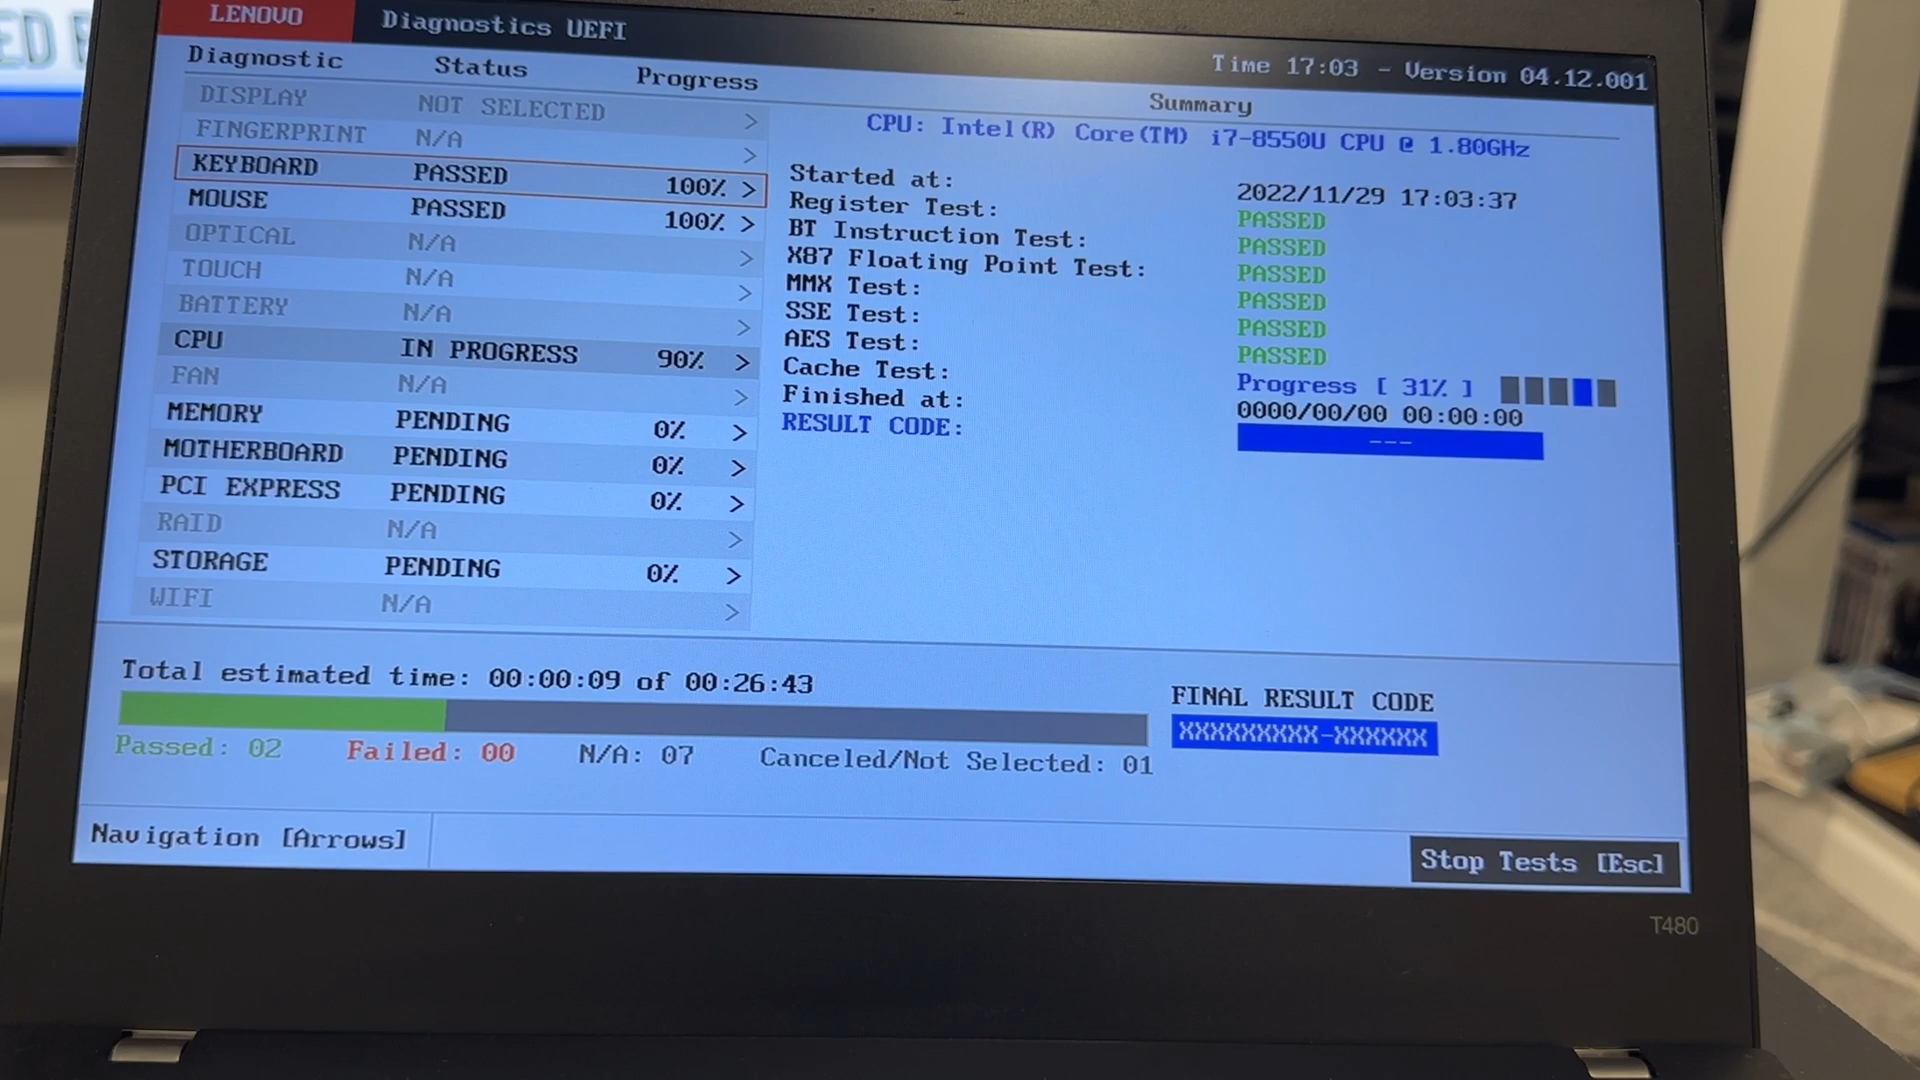 LENOVO Diagnostics UEFI
Time 17:03 - Version 04.12.001
Diagnostic Status Progress
DISPLAY NOT SELECTED >
FINGERPRINT N/A >
KEYBOARD PASSED 100% >
MOUSE PASSED 100% >
OPTICAL N/A >
TOUCH N/A >
BATTERY N/A >
CPU IN PROGRESS 90% >
FAN N/A >
MEMORY PENDING 0% >
MOTHERBOARD PENDING 0% >
PCI EXPRESS PENDING 0% >
RAID N/A >
STORAGE PENDING 0% >
WIFI N/A >
Summary
CPU: Intel(R) Core(TM) i7-8550U CPU @ 1.80GHz
Started at: 2022/11/29 17:03:37
Register Test: PASSED
BT Instruction Test: PASSED
X87 Floating Point Test: PASSED
MMX Test: PASSED
SSE Test: PASSED
AES Test: PASSED
Cache Test: Progress [ 31% ]
Finished at: 0000/00/00 00:00:00
RESULT CODE: ---
Total estimated time: 00:00:09 of 00:26:43
Passed: 02 Failed: 00 N/A: 07 Canceled/Not Selected: 01
FINAL RESULT CODE
XXXXXXXXX-XXXXXX
Navigation [Arrows]
Stop Tests [Esc]
T480